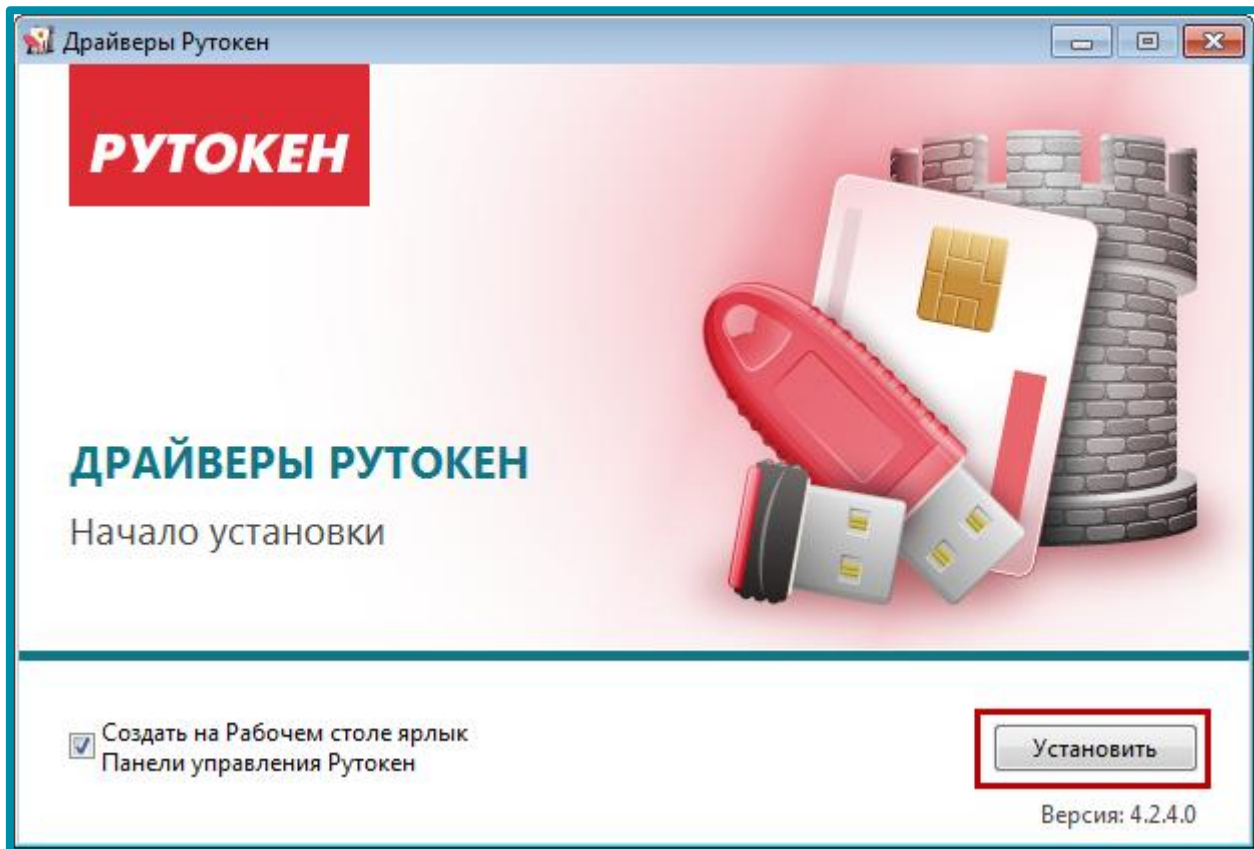 Драйверы Рутокен
РУТОКЕН
ДРАЙВЕРЫ РУТОКЕН
Начало установки
Создать на Рабочем столе ярлык
Панели управления Рутокен
Установить
Версия: 4.2.4.0